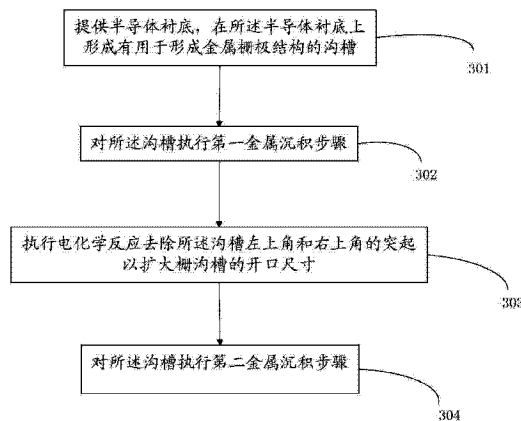 提供半导体衬底，在所述半导体衬底上
形成有用于形成金属栅极结构的沟槽
301
对所述沟槽执行第一金属沉积步骤
302
执行电化学反应去除所述沟槽左上角和右上角的突起
以扩大栅沟槽的开口尺寸
303
对所述沟槽执行第二金属沉积步骤
304